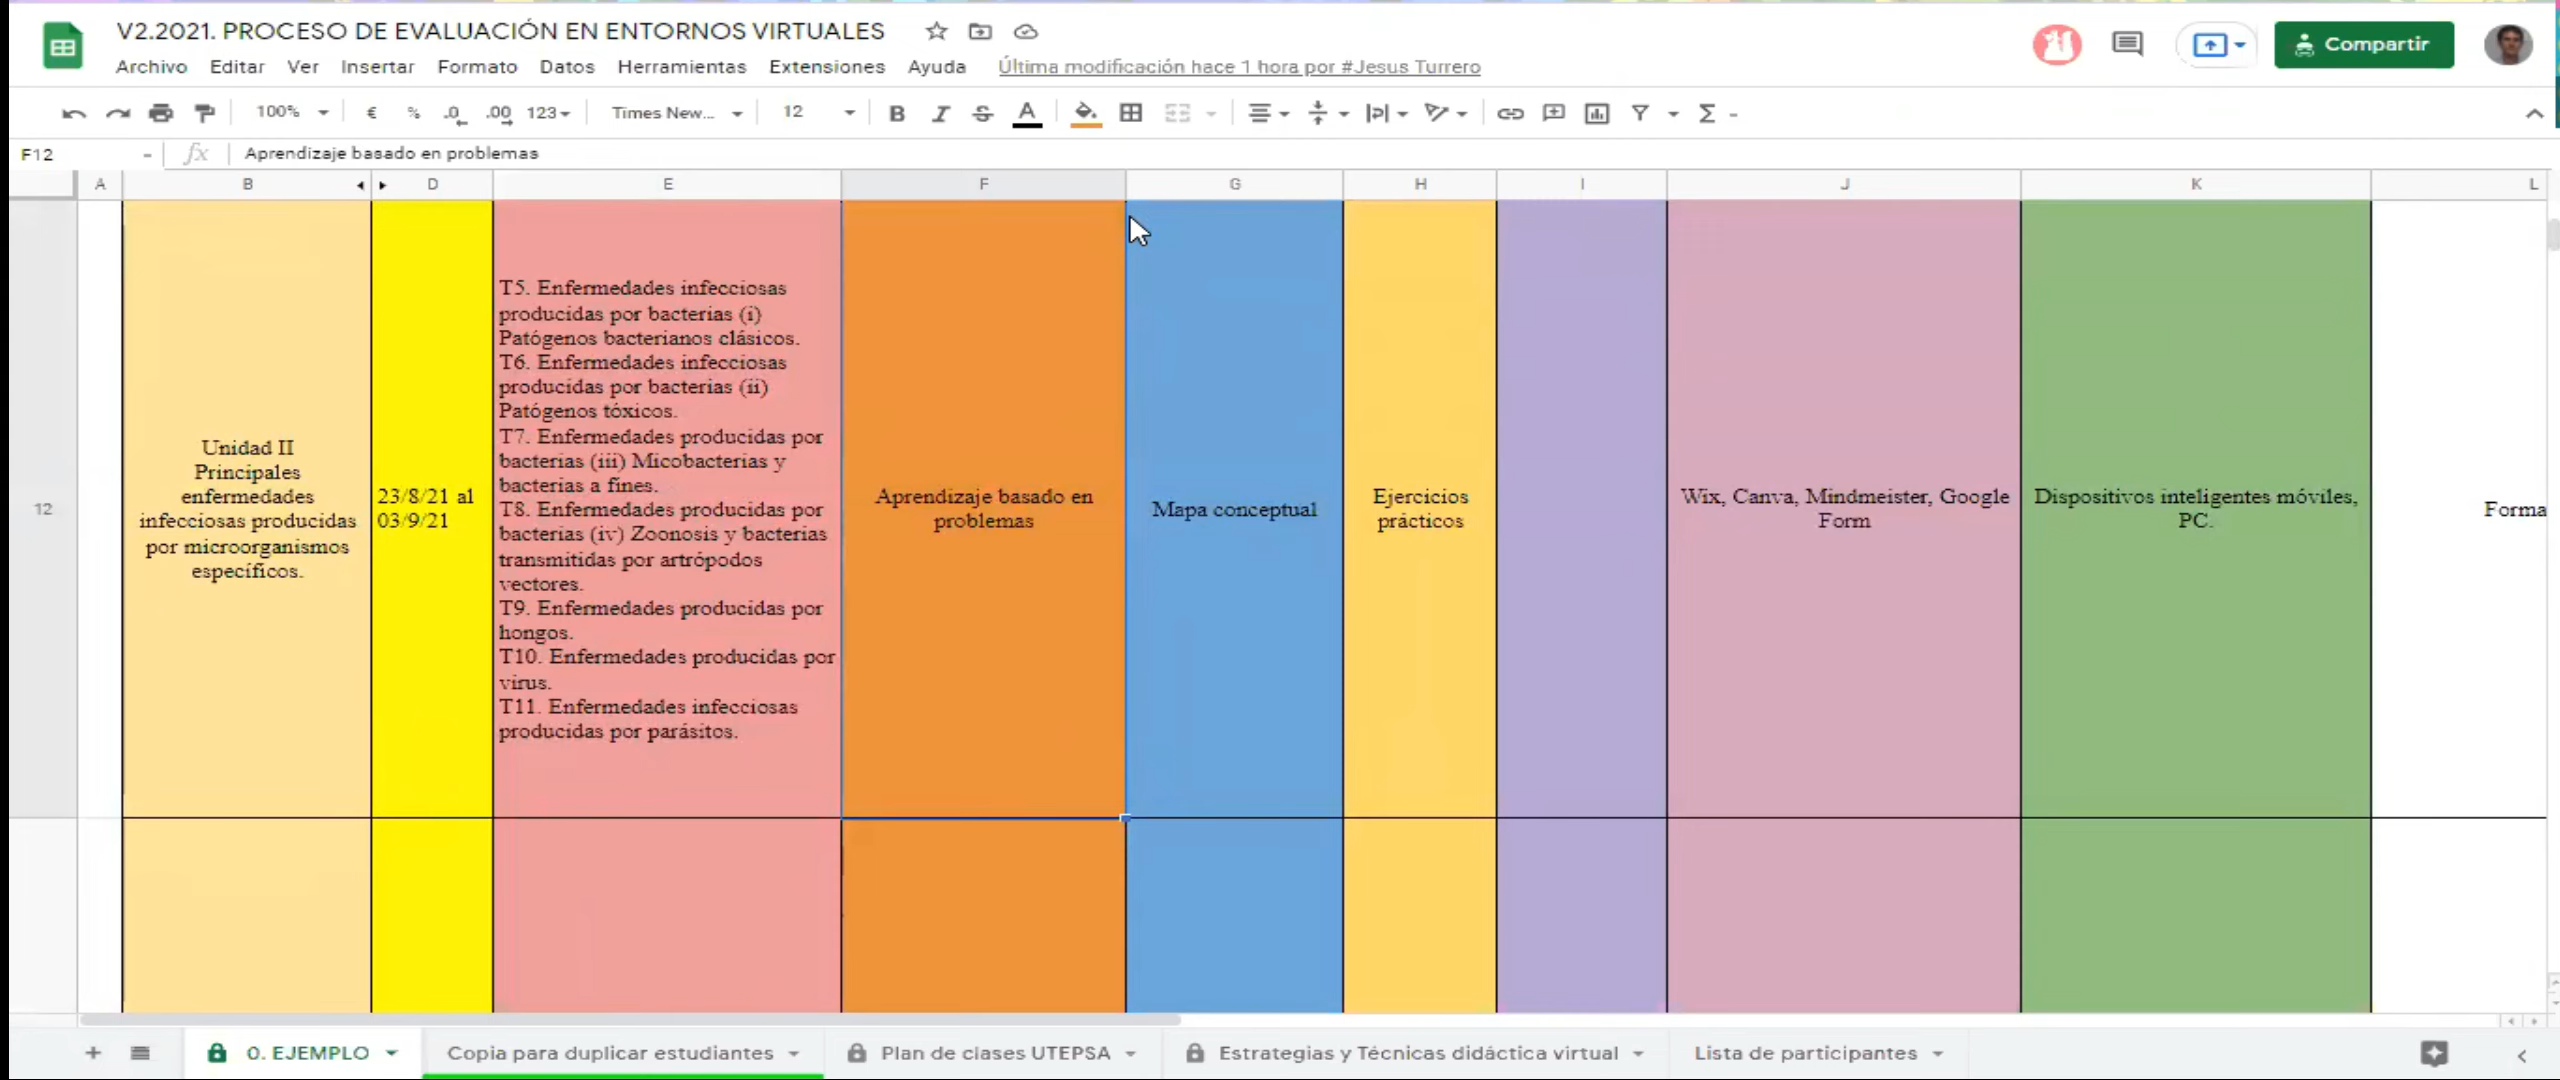 V2.2021. PROCESO DE EVALUACIÓN EN ENTORNOS VIRTUALES
Archivo Editar Ver Insertar Formato Datos Herramientas Extensiones Ayuda Última modificación hace 1 hora por #Jesus Turrero
Compartir
100% € % .0 .00 123 Times New... 12 B I S A Σ
F12 fx Aprendizaje basado en problemas
A B D E F G H I J K L
12
Unidad II
Principales
enfermedades
infecciosas producidas
por microorganismos
específicos.
23/8/21 al
03/9/21
T5. Enfermedades infecciosas
producidas por bacterias (i)
Patógenos bacterianos clásicos.
T6. Enfermedades infecciosas
producidas por bacterias (ii)
Patógenos tóxicos.
T7. Enfermedades producidas por
bacterias (iii) Micobacterias y
bacterias a fines.
T8. Enfermedades producidas por
bacterias (iv) Zoonosis y bacterias
transmitidas por artrópodos
vectores.
T9. Enfermedades producidas por
hongos.
T10. Enfermedades producidas por
virus.
T11. Enfermedades infecciosas
producidas por parásitos.
Aprendizaje basado en
problemas
Mapa conceptual
Ejercicios
prácticos
Wix, Canva, Mindmeister, Google
Form
Dispositivos inteligentes móviles,
PC.
Forma
0. EJEMPLO Copia para duplicar estudiantes Plan de clases UTEPSA Estrategias y Técnicas didáctica virtual Lista de participantes